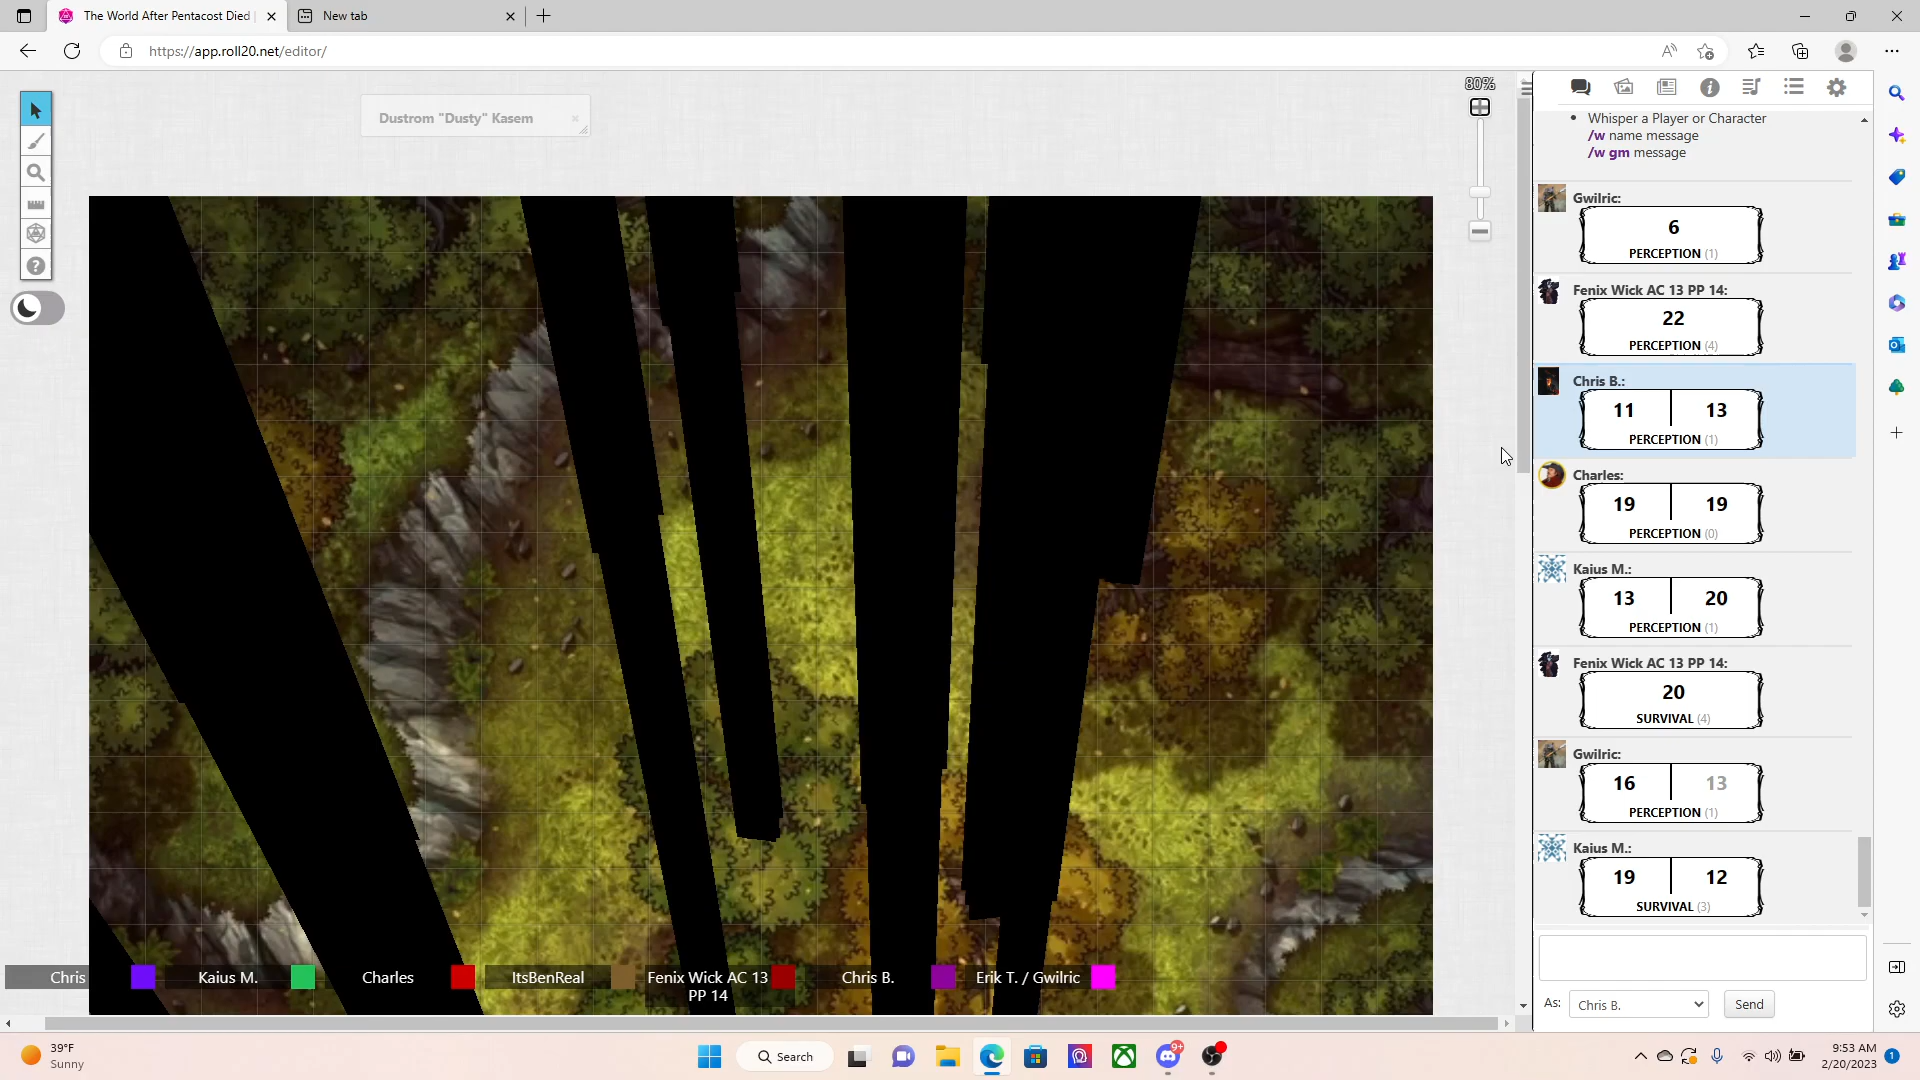 The World After Pentacost Died |
New tab
https://app.roll20.net/editor/
80%
Dustrom "Dusty" Kasem
Whisper a Player or Character
/w name message
/w gm message
Gwilric:
6
PERCEPTION (1)
Fenix Wick AC 13 PP 14:
22
PERCEPTION (4)
Chris B.:
11 13
PERCEPTION (1)
Charles:
19 19
PERCEPTION (0)
Kaius M.:
13 20
PERCEPTION (1)
Fenix Wick AC 13 PP 14:
20
SURVIVAL (4)
Gwilric:
16 13
PERCEPTION (1)
Kaius M.:
19 12
SURVIVAL (3)
Chris
Kaius M.
Charles
ItsBenReal
Fenix Wick AC 13
PP 14
Chris B.
Erik T. / Gwilric
As: Chris B.
Send
39°F
Sunny
Search
9+
9:53 AM
2/20/2023
1